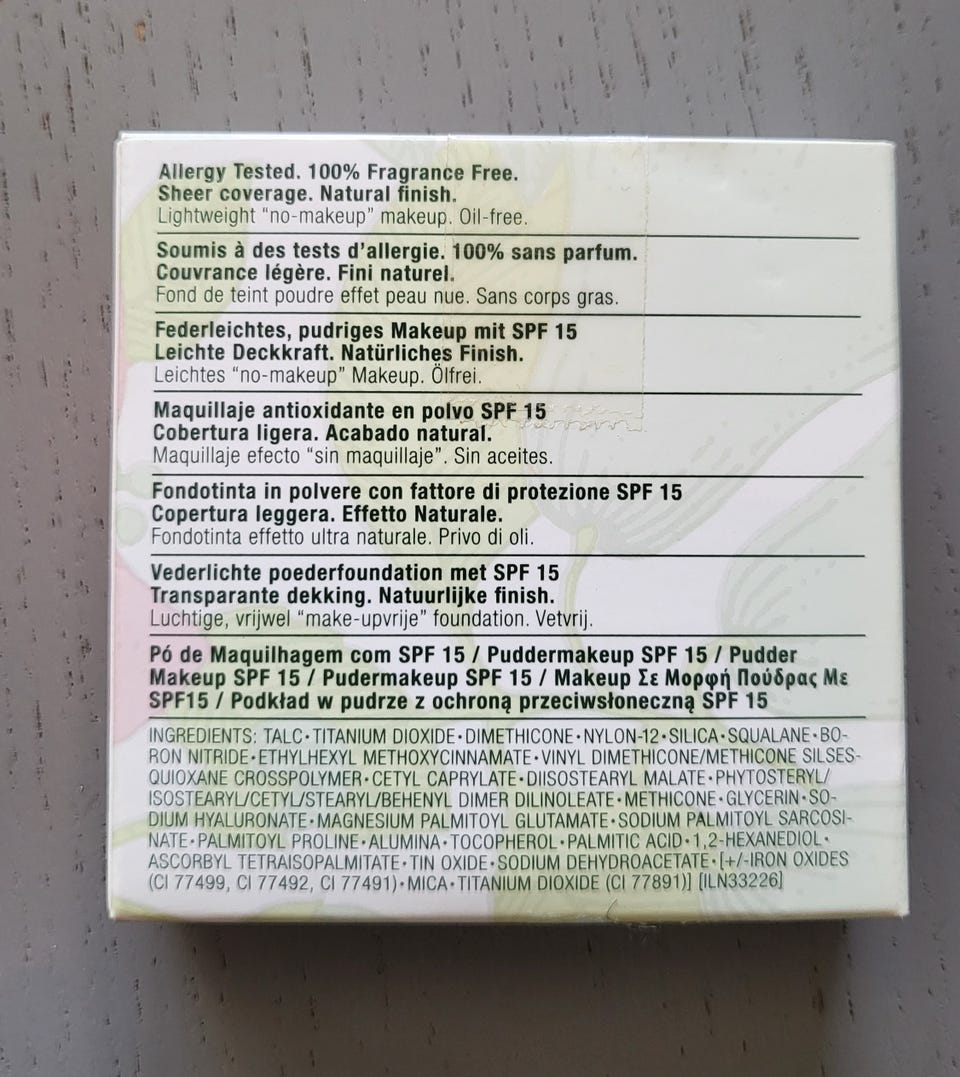 Allergy Tested. 100% Fragrance Free.
Sheer coverage. Natural finish.
Lightweight “no-makeup” makeup. Oil-free.
Soumis à des tests d’allergie. 100% sans parfum.
Couvrance légère. Fini naturel.
Fond de teint poudre effet peau nue. Sans corps gras.
Federleichtes, pudriges Makeup mit SPF 15
Leichte Deckkraft. Natürliches Finish.
Leichtes “no-makeup” Makeup. Ölfrei.
Maquillaje antioxidante en polvo SPF 15
Cobertura ligera. Acabado natural.
Maquillaje efecto “sin maquillaje”. Sin aceites.
Fondotinta in polvere con fattore di protezione SPF 15
Copertura leggera. Effetto Naturale.
Fondotinta effetto ultra naturale. Privo di oli.
Vederlichte poederfoundation met SPF 15
Transparante dekking. Natuurlijke finish.
Luchtige, vrijwel “make-upvrije” foundation. Vetvrij.
Pó de Maquilhagem com SPF 15 / Puddermakeup SPF 15 / Pudder
Makeup SPF 15 / Pudermakeup SPF 15 / Makeup Σε Μορφή Πούδρας Με
SPF15 / Podkład w pudrze z ochroną przeciwsłoneczną SPF 15
INGREDIENTS: TALC•TITANIUM DIOXIDE•DIMETHICONE•NYLON-12•SILICA•SQUALANE•BO-
RON NITRIDE•ETHYLHEXYL METHOXYCINNAMATE•VINYL DIMETHICONE/METHICONE SILSES-
QUIOXANE CROSSPOLYMER•CETYL CAPRYLATE•DIISOSTEARYL MALATE•PHYTOSTERYL/
ISOSTEARYL/CETYL/STEARYL/BEHENYL DIMER DILINOLEATE•METHICONE•GLYCERIN•SO-
DIUM HYALURONATE•MAGNESIUM PALMITOYL GLUTAMATE•SODIUM PALMITOYL SARCOSI-
NATE•PALMITOYL PROLINE•ALUMINA•TOCOPHEROL•PALMITIC ACID•1,2-HEXANEDIOL•
ASCORBYL TETRAISOPALMITATE•TIN OXIDE•SODIUM DEHYDROACETATE•[+/-IRON OXIDES
(CI 77499, CI 77492, CI 77491)•MICA•TITANIUM DIOXIDE (CI 77891)] [ILN33226]